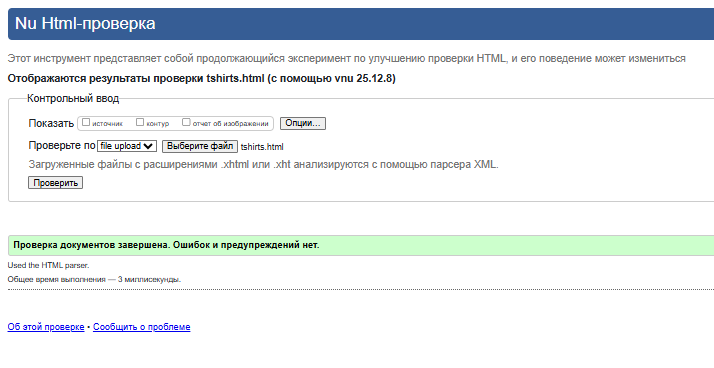 Nu Html-проверка
Этот инструмент представляет собой продолжающийся эксперимент по улучшению проверки HTML, и его поведение может измениться
Отображаются результаты проверки tshirts.html (с помощью vnu 25.12.8)
Контрольный ввод
Показать источник контур отчет об изображении Опции...
Проверьте по file upload Выберите файл tshirts.html
Загруженные файлы с расширениями .xhtml или .xht анализируются с помощью парсера XML.
Проверить
Проверка документов завершена. Ошибок и предупреждений нет.
Used the HTML parser.
Общее время выполнения — 3 миллисекунды.
Об этой проверке • Сообщить о проблеме